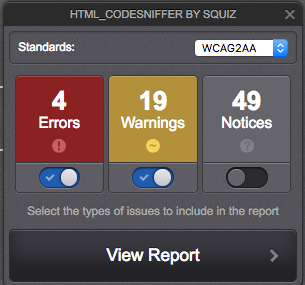 HTML_CODESNIFFER BY SQUIZ
Standards: WCAG2AA
4 19 49
Errors Warnings Notices
Select the types of issues to include in the report
View Report